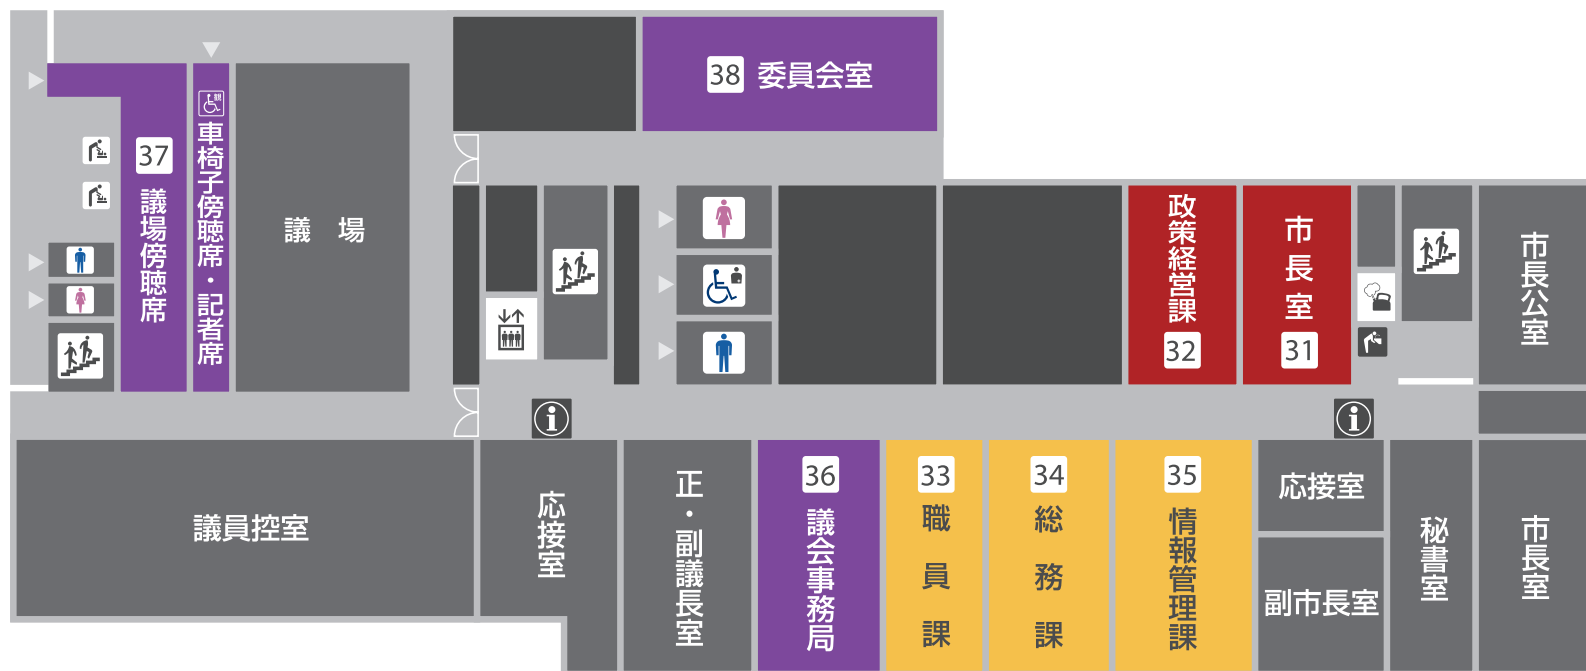 38 委員会室
37
議場傍聴席
車椅子傍聴席・記者席
議 場
政策経営課
32
市長室
31
市長公室
議員控室
応接室
正・副議長室
36
議会事務局
33
職員課
34
総務課
35
情報管理課
応接室
副市長室
秘書室
市長室